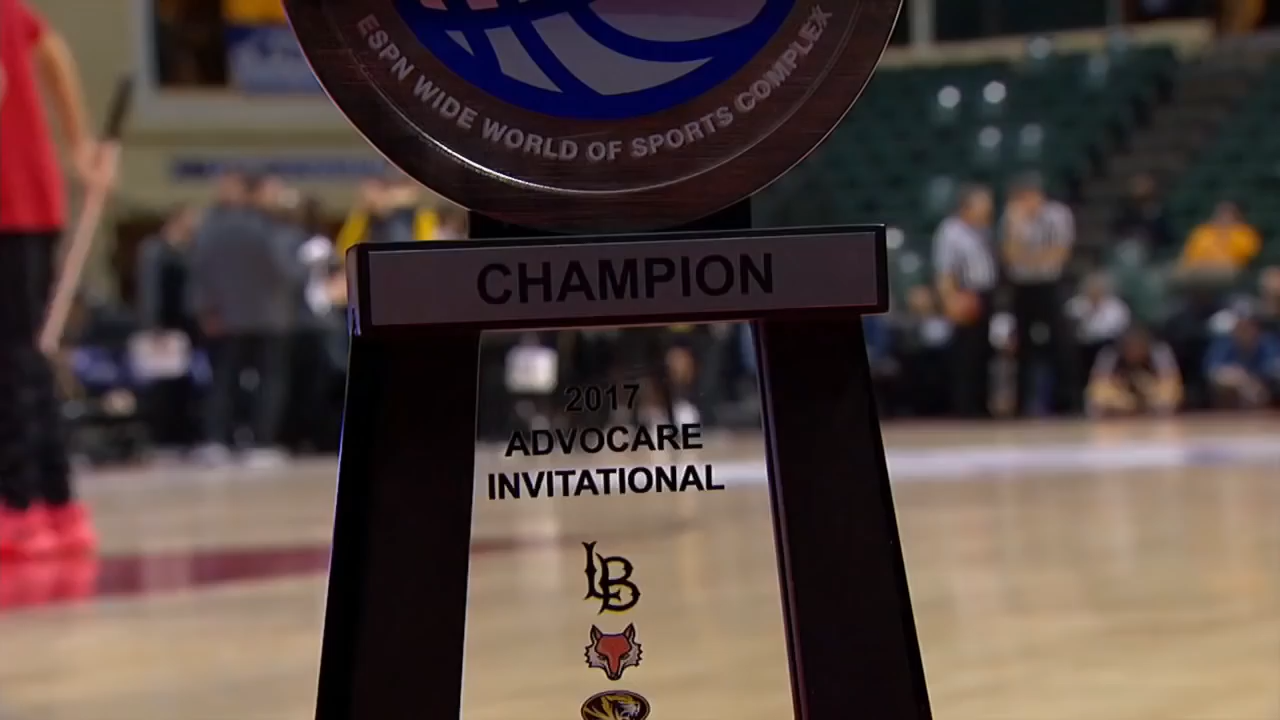 ESPN WIDE WORLD OF SPORTS COMPLEX
CHAMPION
2017
ADVOCARE
INVITATIONAL
LB